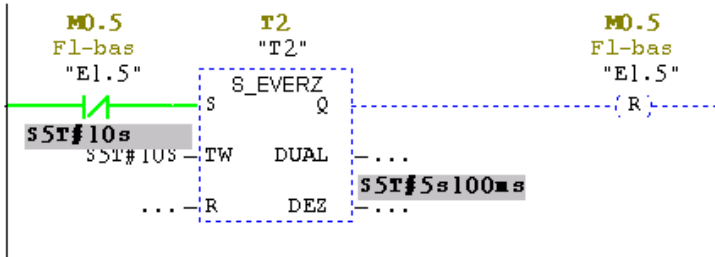 M0.5 T2 M0.5
Fl-bas "T2" Fl-bas
"E1.5" "E1.5"
S_EVERZ
S Q R
S5T#10s
S5T#10S TW DUAL ...
S5T#5s100ms
... R DEZ ...